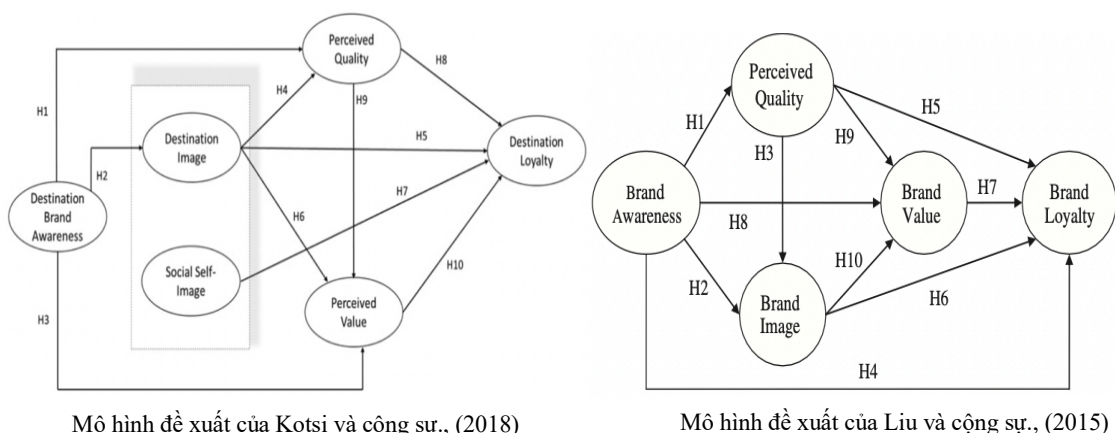 Perceived
Quality
H8
H4
H9
H1
Destination
Image
H5
Destination
Loyalty
H2
H7
Destination
Brand
Awareness
H6
Social Self-
Image
H10
Perceived
Value
H3
Mô hình đề xuất của Kotsi và cộng sự., (2018)
Perceived
Quality
H5
H1
H3
H9
Brand
Awareness
Brand
Value
H7
Brand
Loyalty
H8
H2
H10
Brand
Image
H6
H4
Mô hình đề xuất của Liu và cộng sự., (2015)